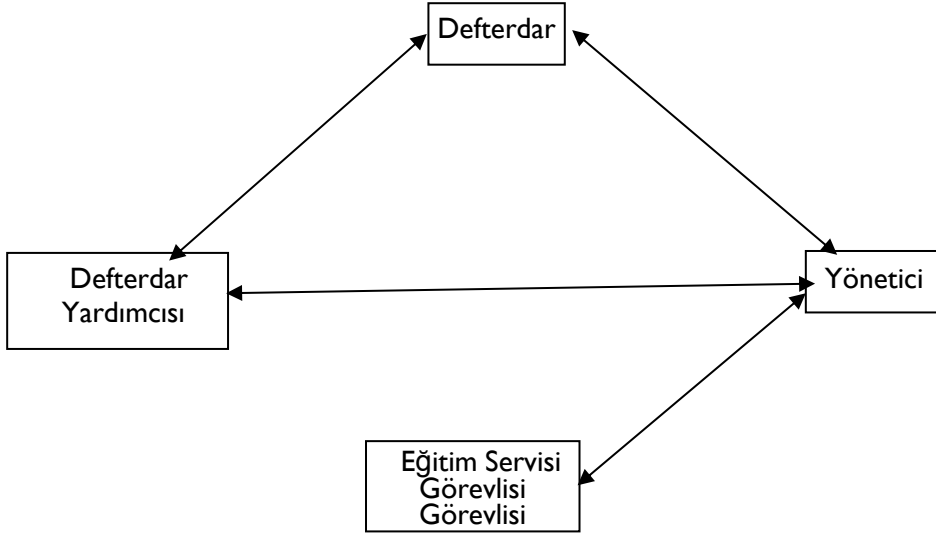 Defterdar
Defterdar
Yardımcısı
Yönetici
Eğitim Servisi
Görevlisi
Görevlisi